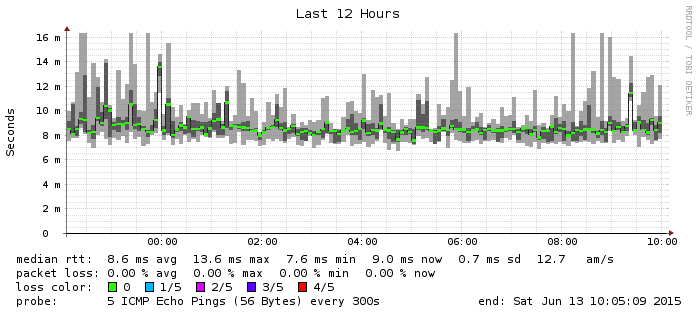 Last 12 Hours
RRDTOOL / TOBI OETIKER
Seconds
16 m
14 m
12 m
10 m
8 m
6 m
4 m
2 m
0
00:00 02:00 04:00 06:00 08:00 10:00
median rtt: 8.6 ms avg 13.6 ms max 7.6 ms min 9.0 ms now 0.7 ms sd 12.7 am/s
packet loss: 0.00 % avg 0.00 % max 0.00 % min 0.00 % now
loss color: 0 1/5 2/5 3/5 4/5
probe: 5 ICMP Echo Pings (56 Bytes) every 300s end: Sat Jun 13 10:05:09 2015